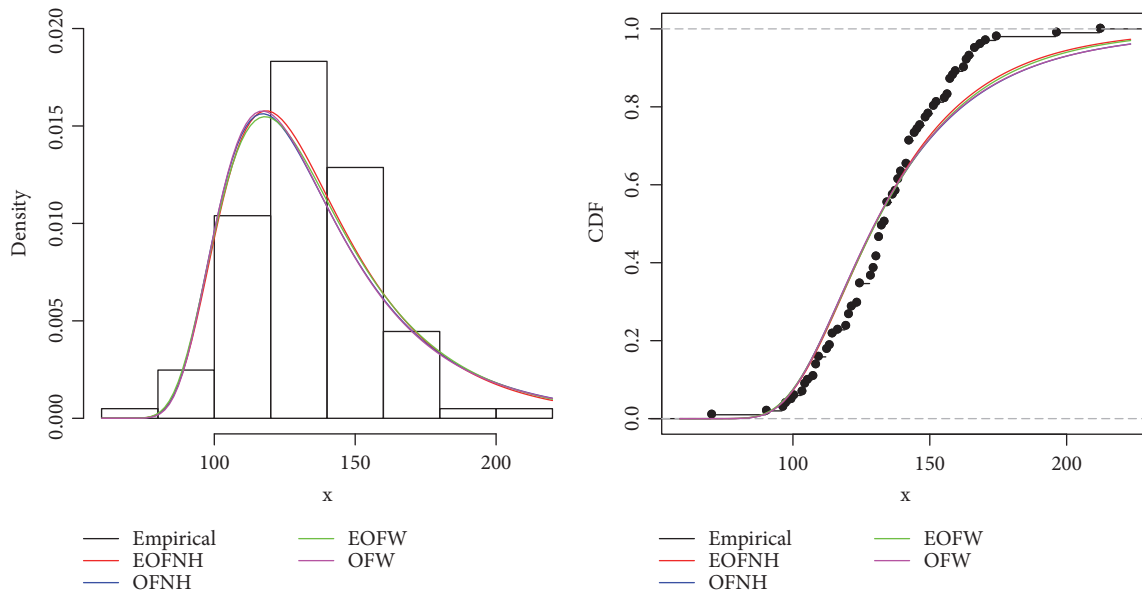 0.020
0.015
0.010
0.005
0.000
Density
100 150 200
x
Empirical
EOFNH
OFNH
EOFW
OFW
1.0
0.8
0.6
0.4
0.2
0.0
CDF
100 150 200
x
Empirical
EOFNH
OFNH
EOFW
OFW